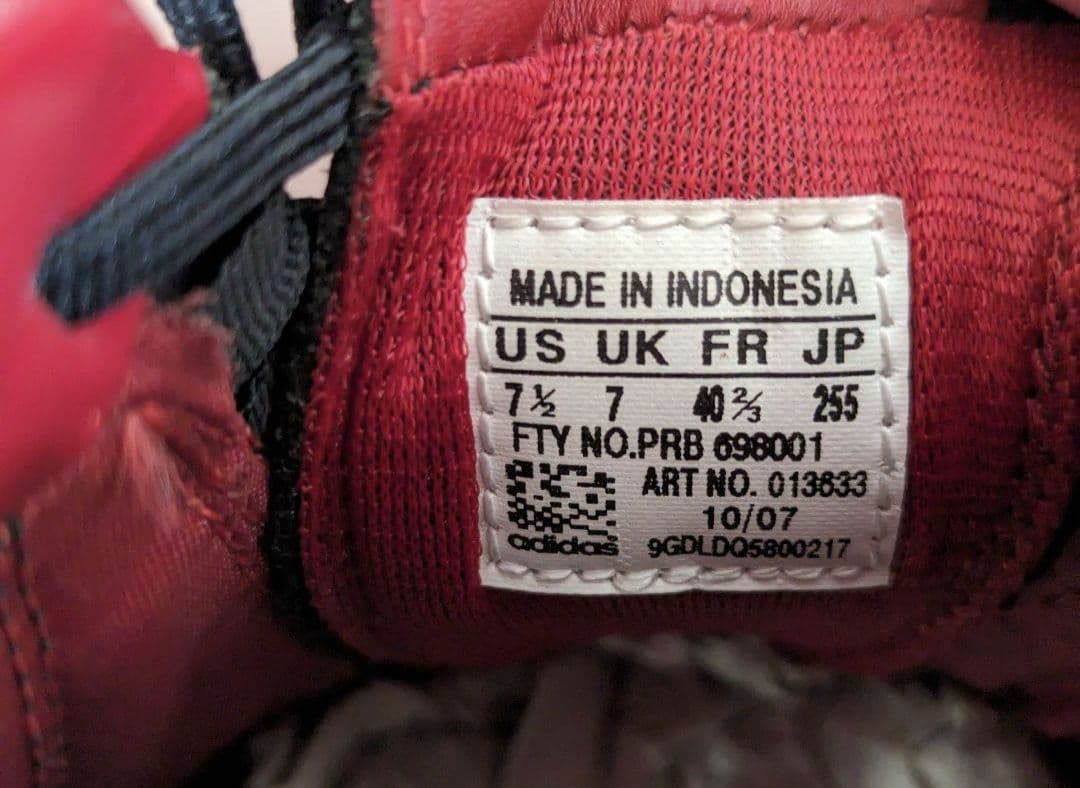 MADE IN INDONESIA
US UK FR JP
7½ 7 40⅔ 255
FTY NO.PRB 698001
ART NO. 013633
10/07
adidas 9GDLDQ5800217